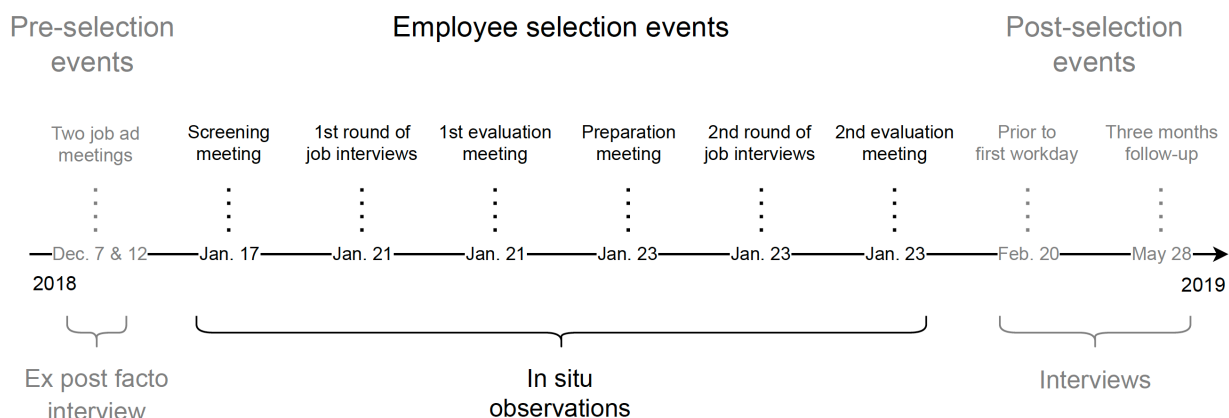 Pre-selection
events
Employee selection events
Post-selection
events
Two job ad
meetings
Screening
meeting
1st round of
job interviews
1st evaluation
meeting
Preparation
meeting
2nd round of
job interviews
2nd evaluation
meeting
Prior to
first workday
Three months
follow-up
Dec. 7 & 12
Jan. 17
Jan. 21
Jan. 21
Jan. 23
Jan. 23
Jan. 23
Feb. 20
May 28
2018
2019
Ex post facto
interview
In situ
observations
Interviews